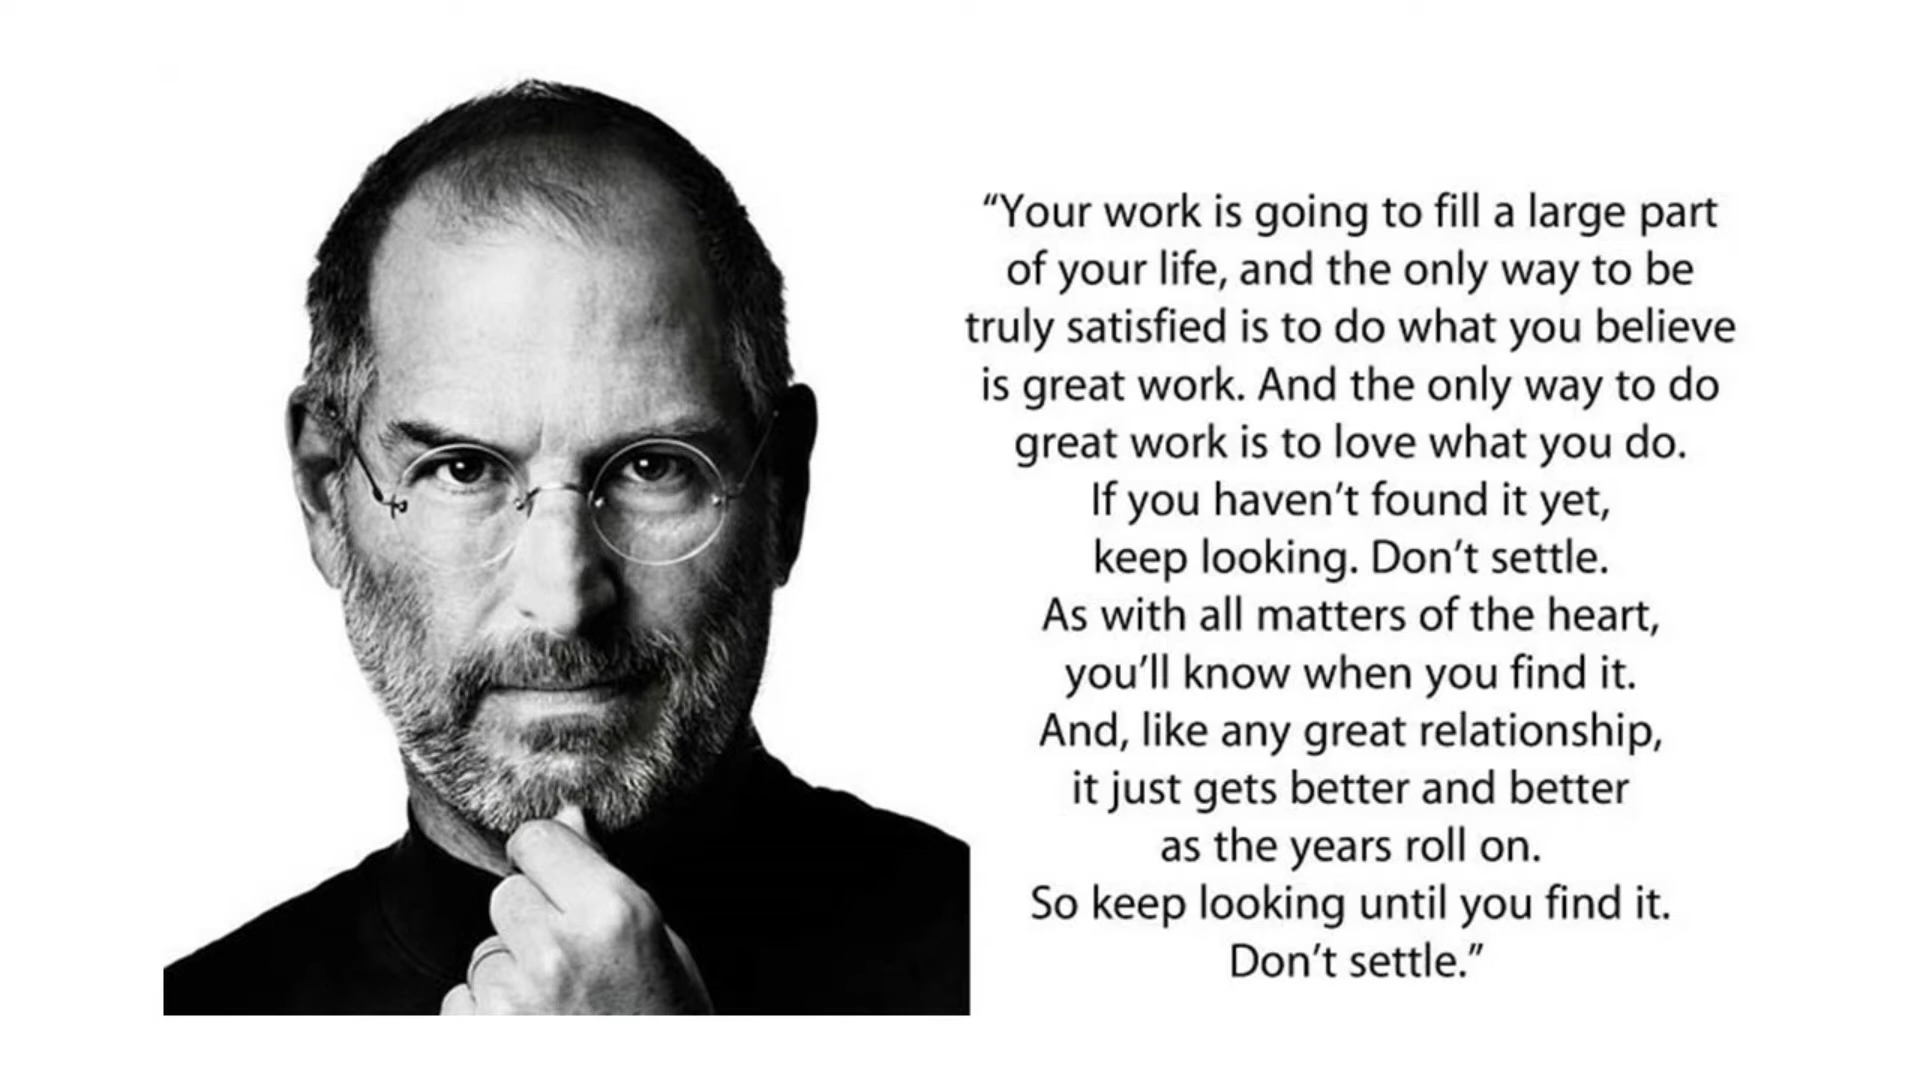 “Your work is going to fill a large part
of your life, and the only way to be
truly satisfied is to do what you believe
is great work. And the only way to do
great work is to love what you do.
If you haven’t found it yet,
keep looking. Don’t settle.
As with all matters of the heart,
you’ll know when you find it.
And, like any great relationship,
it just gets better and better
as the years roll on.
So keep looking until you find it.
Don’t settle.”